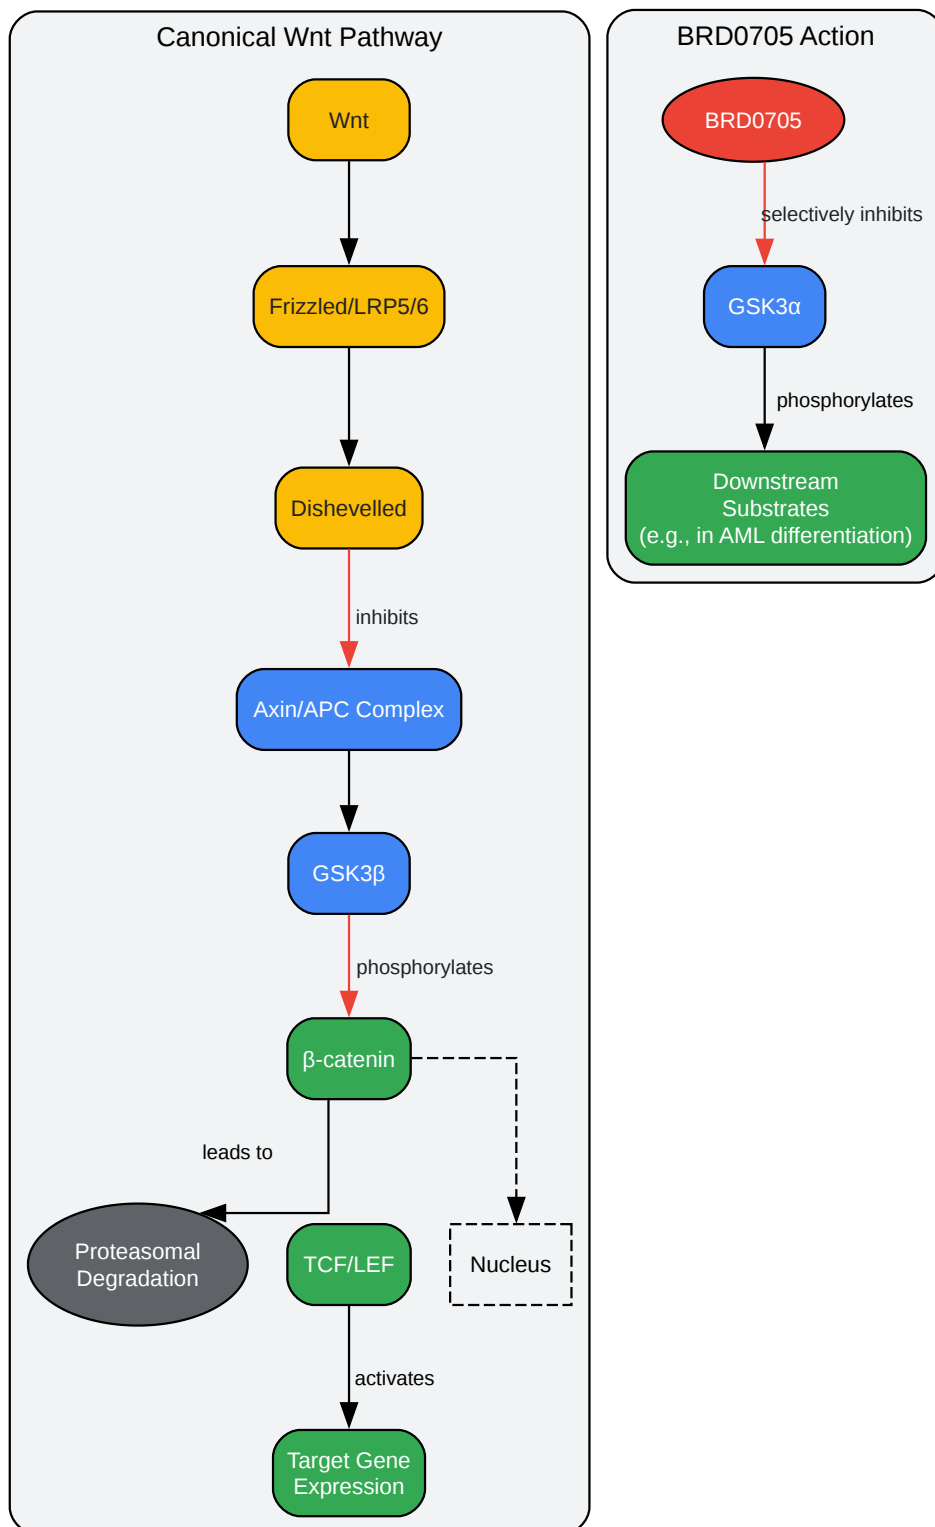 Canonical Wnt Pathway
Wnt
Frizzled/LRP5/6
Dishevelled
inhibits
Axin/APC Complex
GSK3β
phosphorylates
β-catenin
leads to
Proteasomal
Degradation
TCF/LEF
Nucleus
activates
Target Gene
Expression
BRD0705 Action
BRD0705
selectively inhibits
GSK3α
phosphorylates
Downstream
Substrates
(e.g., in AML differentiation)